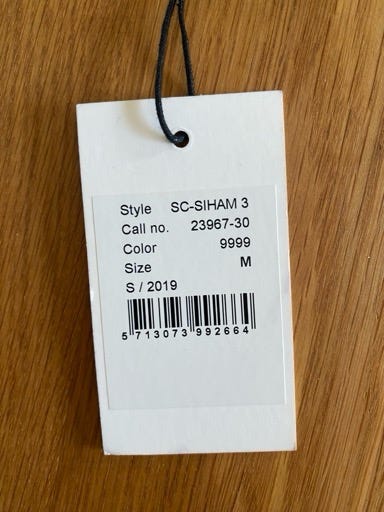 Style SC-SIHAM 3
Call no. 23967-30
Color 9999
Size M
S / 2019
5 713073 992664